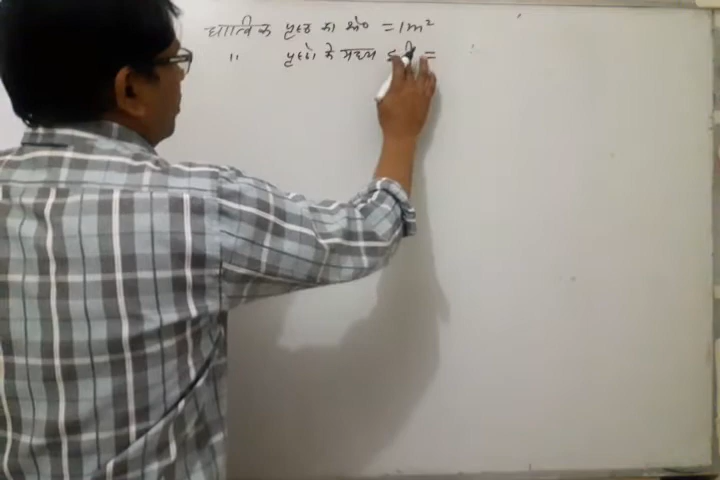 धात्विक पृष्ठ का क्षे० = 1m²
" पृष्ठों के मध्य =